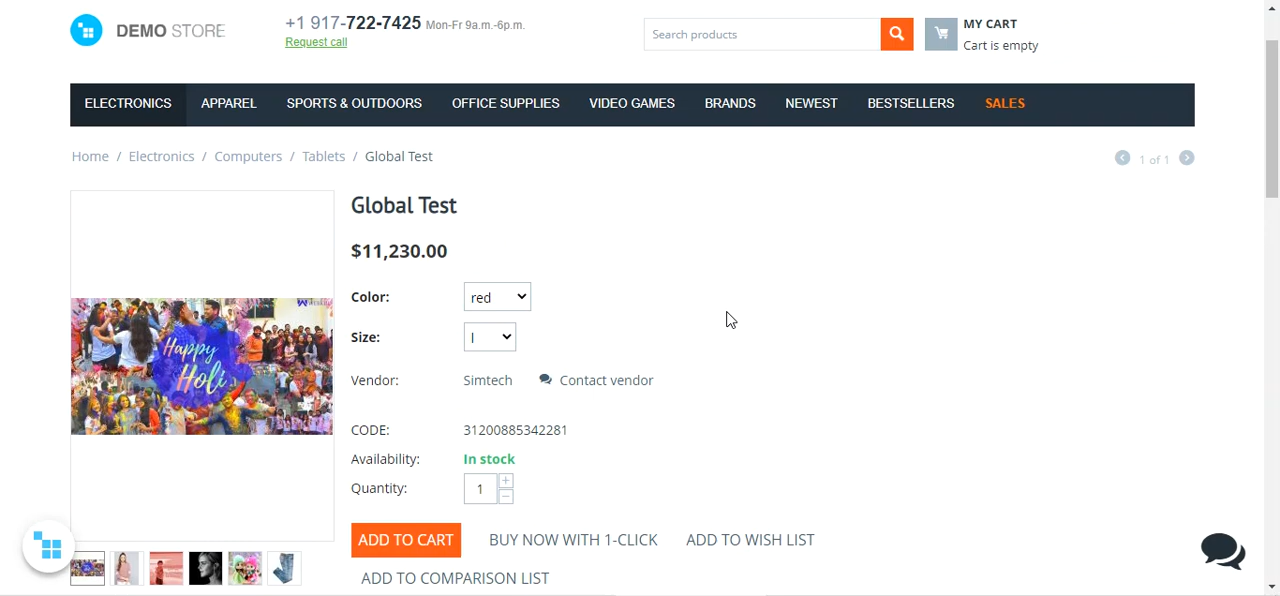 DEMO STORE
+1 917-722-7425 Mon-Fr 9a.m.-6p.m.
Request call
Search products
MY CART
Cart is empty
ELECTRONICS APPAREL SPORTS & OUTDOORS OFFICE SUPPLIES VIDEO GAMES BRANDS NEWEST BESTSELLERS SALES
Home / Electronics / Computers / Tablets / Global Test
1 of 1
Global Test
$11,230.00
Color: red
Size: l
Happy
Holi
Vendor: Simtech Contact vendor
CODE: 31200885342281
Availability: In stock
Quantity: 1 + −
ADD TO CART BUY NOW WITH 1-CLICK ADD TO WISH LIST
ADD TO COMPARISON LIST